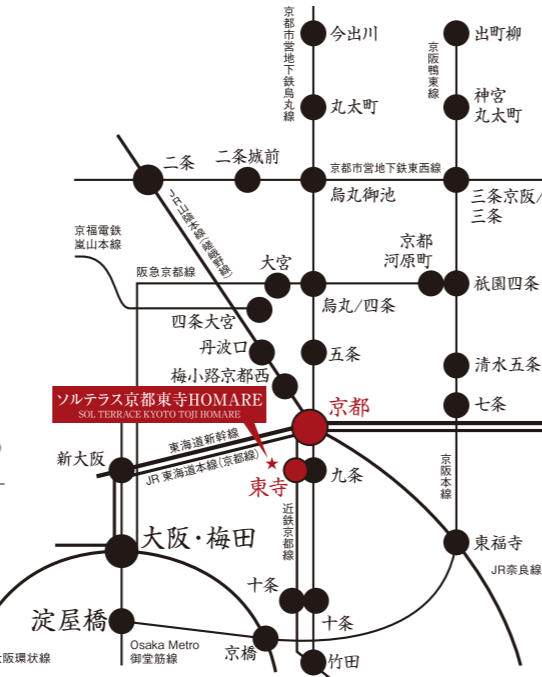 京都市営地下鉄烏丸線
今出川
京阪鴨東線
出町柳
丸太町
神宮
丸太町
二条
二条城前
京都市営地下鉄東西線
烏丸御池
三条京阪/
三条
JR山陰本線(嵯峨野線)
京福電鉄
嵐山本線
阪急京都線
大宮
京都
河原町
烏丸/四条
祇園四条
四条大宮
丹波口
五条
清水五条
梅小路京都西
七条
ソルテラス京都東寺HOMARE
SOL TERRACE KYOTO TOJI HOMARE
京都
東海道新幹線
JR東海道本線(京都線)
新大阪
東寺
九条
京阪本線
近鉄京都線
大阪・梅田
東福寺
JR奈良線
十条
十条
淀屋橋
Osaka Metro
御堂筋線
京橋
竹田
阪環状線